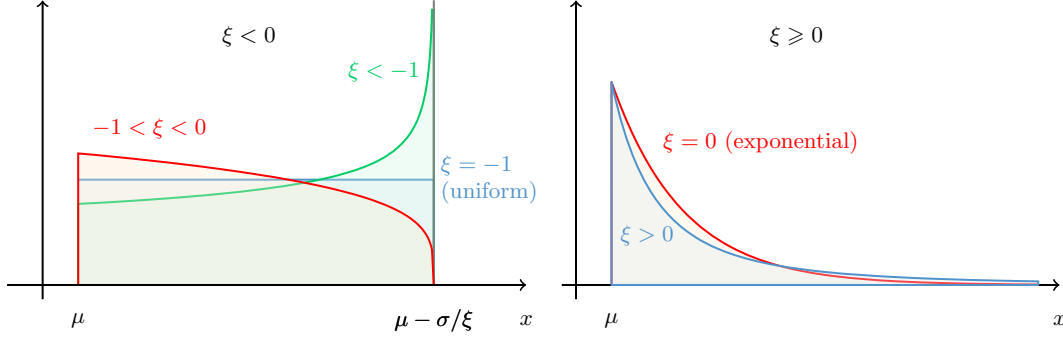 ξ < 0
ξ < −1
−1 < ξ < 0
ξ = −1
(uniform)
μ
μ − σ/ξ
x
ξ ⩾ 0
ξ = 0 (exponential)
ξ > 0
μ
x